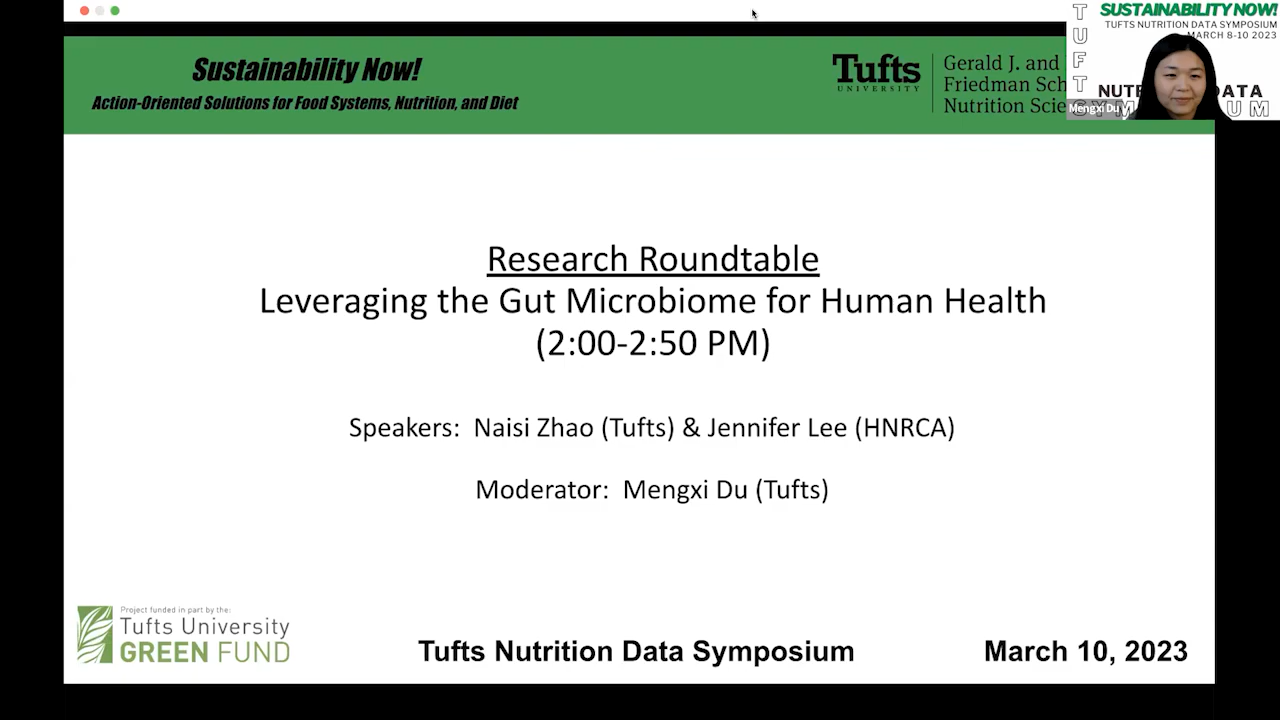 Sustainability Now!
Action-Oriented Solutions for Food Systems, Nutrition, and Diet
Tufts
UNIVERSITY
Gerald J. and
Friedman Sch
Nutrition Scie
TUFTS
SUSTAINABILITY NOW!
TUFTS NUTRITION DATA SYMPOSIUM
MARCH 8-10 2023
Mengxi Du
Research Roundtable
Leveraging the Gut Microbiome for Human Health
(2:00-2:50 PM)
Speakers: Naisi Zhao (Tufts) & Jennifer Lee (HNRCA)
Moderator: Mengxi Du (Tufts)
Project funded in part by the:
Tufts University
GREEN FUND
Tufts Nutrition Data Symposium
March 10, 2023